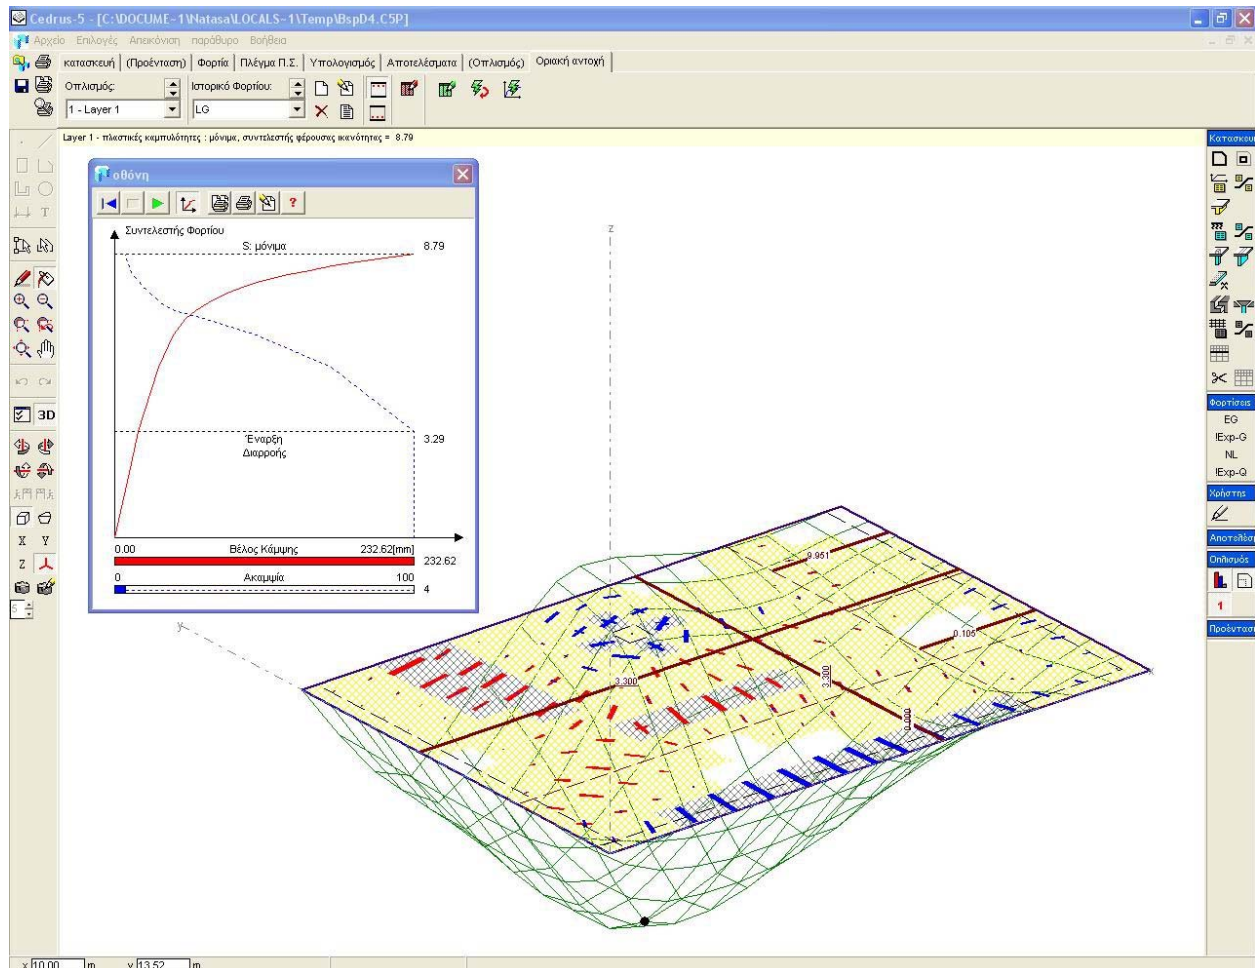 Cedrus-5 - [C:\DOCUME~1\Natasa\LOCALS~1\Temp\BspD4.C5P]
Αρχείο Επιλογές Απεικόνιση παράθυρο Βοήθεια
κατασκευή (Προένταση) Φορτία Πλέγμα Π.Σ. Υπολογισμός Αποτελέσματα (Οπλισμός) Οριακή αντοχή
Οπλισμός: Ιστορικό Φορτίου:
1 - Layer 1 LG
Layer 1 - πλαστικές καμπυλότητες : μόνιμα, συντελεστής φέρουσας ικανότητας = 8.79
οθόνη
?
Συντελεστής Φορτίου
S: μόνιμα 8.79
Έναρξη
Διαρροής
3.29
0.00 Βέλος Κάμψης 232.62[mm]
232.62
0 Ακαμψία 100
4
z
y
x
9.951
0.105
3.300
3.300
0.000
T
3D
X Y
Z
5
Κατασκευ
Φορτίσεις
EG
!Exp-G
NL
!Exp-Q
Χρήστης
Αποτελέσ
Οπλισμός
1
Προέντασ
x 10.00 m y 13.52 m